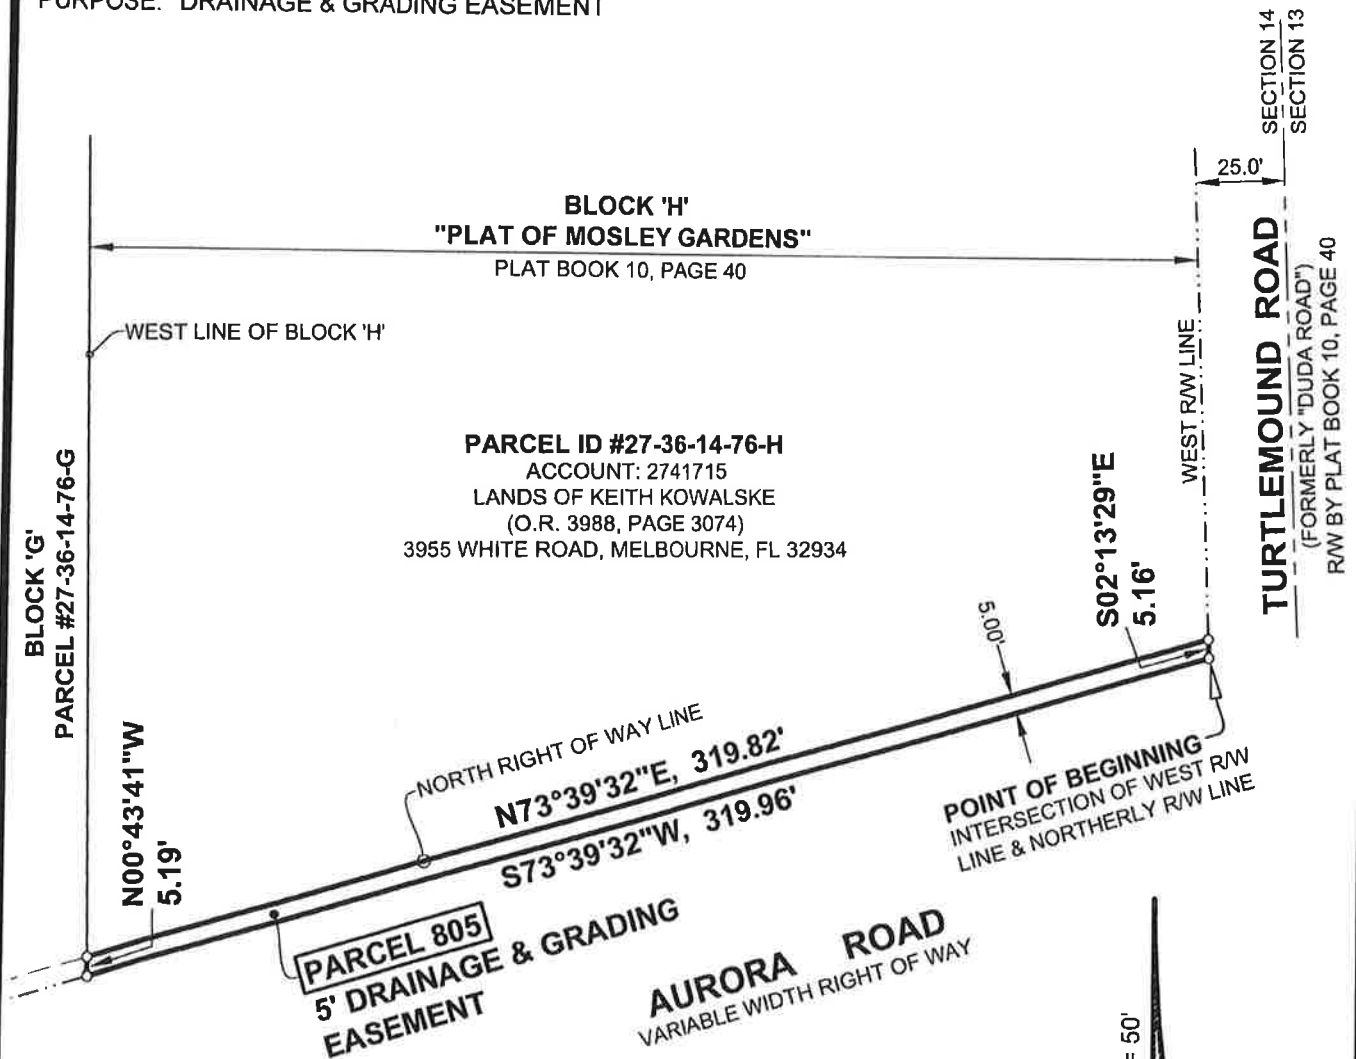 PURPOSE: DRAINAGE & GRADING EASEMENT
SECTION 14
SECTION 13
25.0'
BLOCK 'H'
"PLAT OF MOSLEY GARDENS"
PLAT BOOK 10, PAGE 40
WEST LINE OF BLOCK 'H'
WEST R/W LINE
TURTLEMOUND ROAD
(FORMERLY "DUDA ROAD")
R/W BY PLAT BOOK 10, PAGE 40
PARCEL ID #27-36-14-76-H
ACCOUNT: 2741715
LANDS OF KEITH KOWALSKE
(O.R. 3988, PAGE 3074)
3955 WHITE ROAD, MELBOURNE, FL 32934
BLOCK 'G'
PARCEL #27-36-14-76-G
S02°13'29"E
5.16'
5.00'
N00°43'41"W
5.19'
NORTH RIGHT OF WAY LINE
N73°39'32"E, 319.82'
S73°39'32"W, 319.96'
POINT OF BEGINNING
INTERSECTION OF WEST R/W
LINE & NORTHERLY R/W LINE
PARCEL 805
5' DRAINAGE & GRADING
EASEMENT
AURORA ROAD
VARIABLE WIDTH RIGHT OF WAY
= 50'